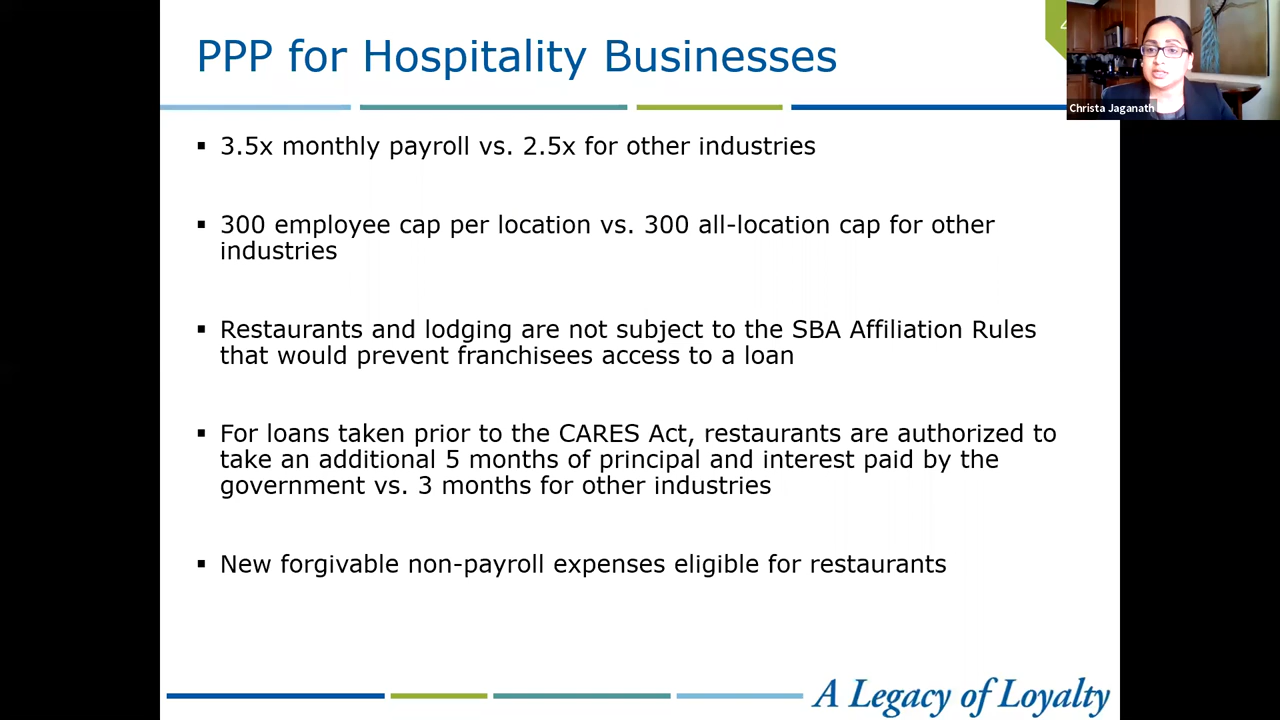 PPP for Hospitality Businesses
Christa Jaganath
▪ 3.5x monthly payroll vs. 2.5x for other industries
▪ 300 employee cap per location vs. 300 all-location cap for other
industries
▪ Restaurants and lodging are not subject to the SBA Affiliation Rules
that would prevent franchisees access to a loan
▪ For loans taken prior to the CARES Act, restaurants are authorized to
take an additional 5 months of principal and interest paid by the
government vs. 3 months for other industries
▪ New forgivable non-payroll expenses eligible for restaurants
A Legacy of Loyalty